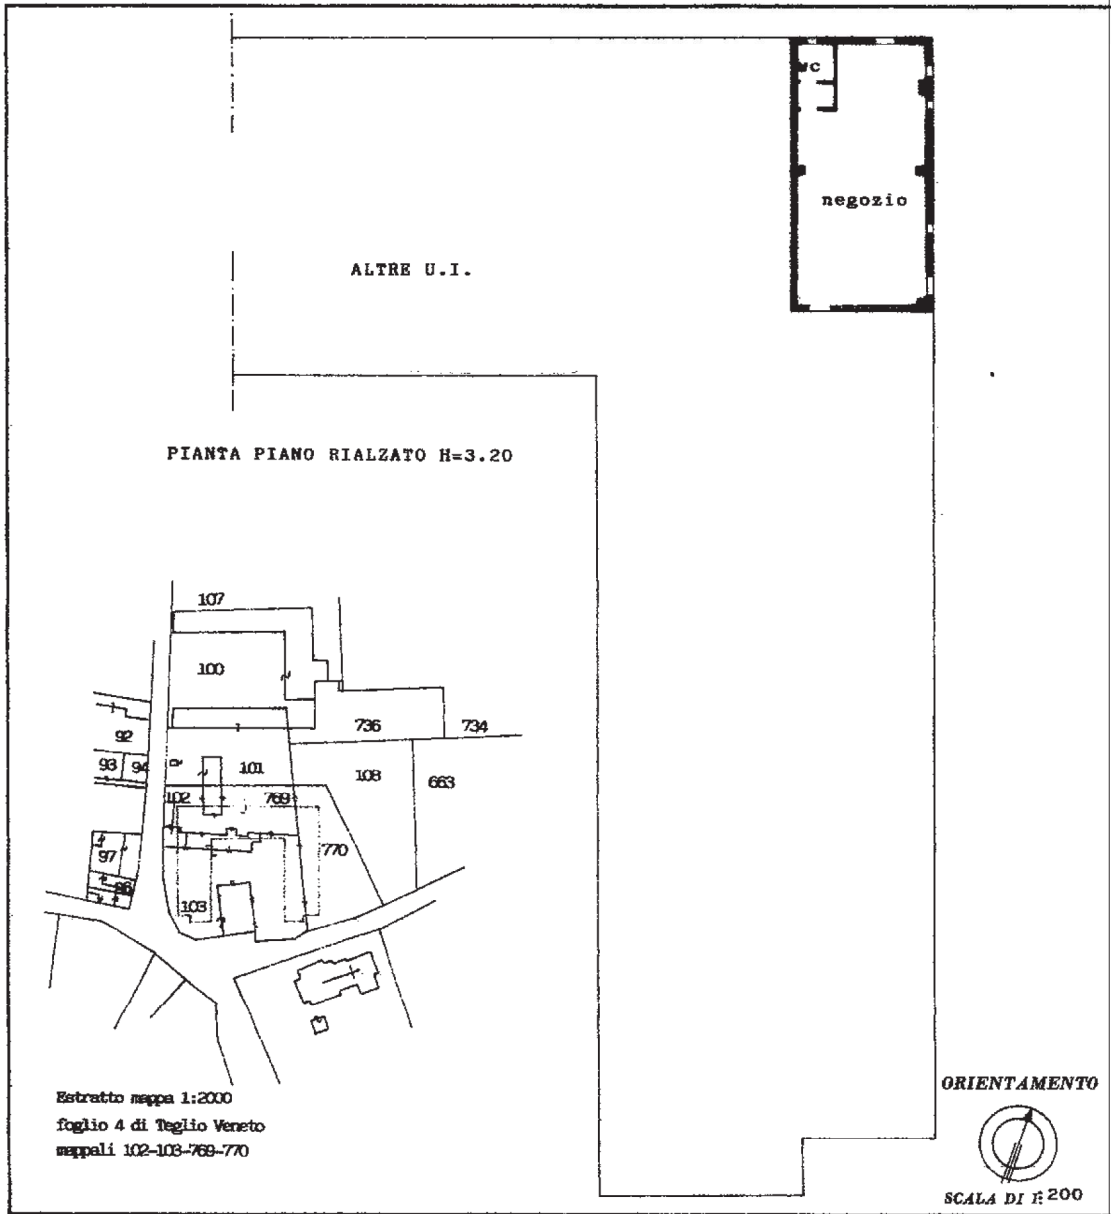 wc
negozio
ALTRE U.I.
PIANTA PIANO RIALZATO H=3.20
107
100
736
734
92
93
94
101
108
663
102
769
97
770
96
103
Estratto mappa 1:2000
foglio 4 di Teglio Veneto
mappali 102-103-769-770
ORIENTAMENTO
SCALA DI 1:200